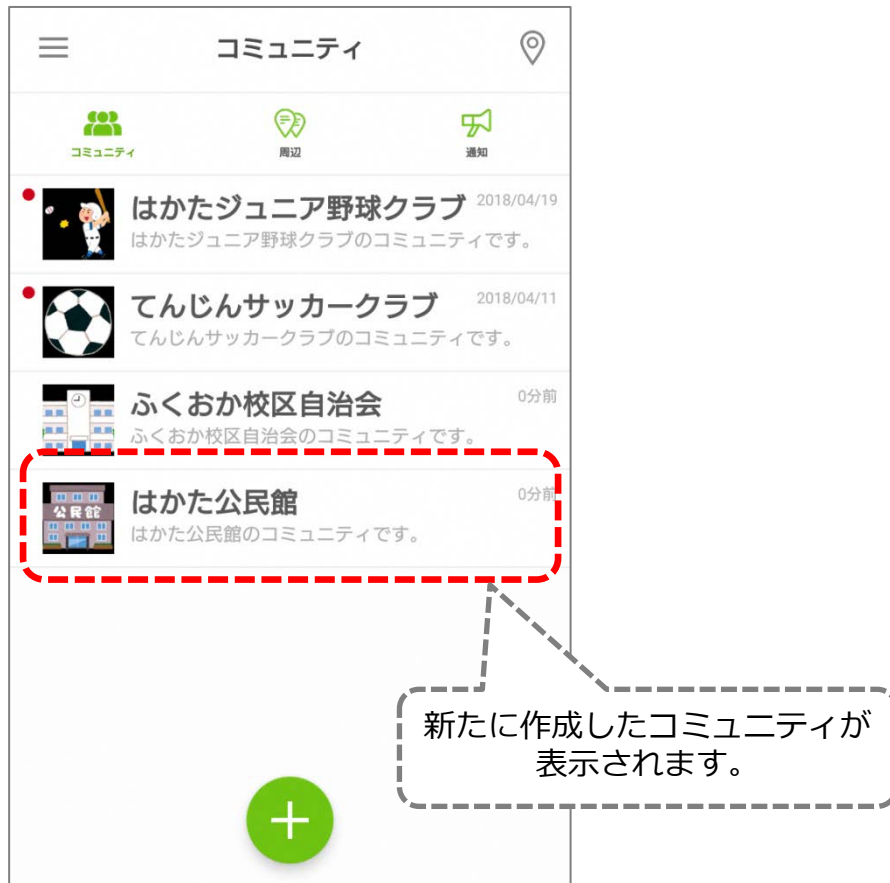 コミュニティ
コミュニティ
周辺
通知
はかたジュニア野球クラブ 2018/04/19
はかたジュニア野球クラブのコミュニティです。
てんじんサッカークラブ 2018/04/11
てんじんサッカークラブのコミュニティです。
ふくおか校区自治会 0分前
ふくおか校区自治会のコミュニティです。
公民館
はかた公民館 0分前
はかた公民館のコミュニティです。
新たに作成したコミュニティが
表示されます。